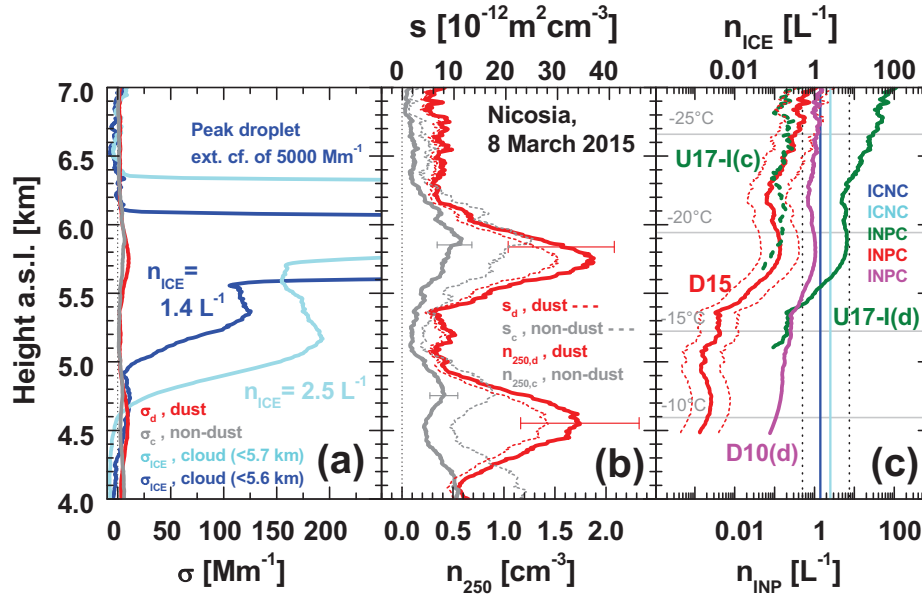 s [10⁻¹²m² cm⁻³]
n_ICE [L⁻¹]
0 10 20 30 40
0.01 1 100
Height a.s.l. [km]
7.0
6.5
6.0
5.5
5.0
4.5
4.0
Peak droplet
ext. cf. of 5000 Mm⁻¹
n_ICE=
1.4 L⁻¹
n_ICE = 2.5 L⁻¹
σ_d , dust
σ_c , non-dust
σ_ICE , cloud (<5.7 km)
σ_ICE , cloud (<5.6 km)
(a)
0 50 100 150 200
σ [Mm⁻¹]
Nicosia,
8 March 2015
s_d , dust
s_c , non-dust
n_250,d , dust
n_250,c , non-dust
(b)
0.0 0.5 1.0 1.5 2.0
n_250 [cm⁻³]
-25°C
U17-I(c)
ICNC
ICNC
INPC
INPC
INPC
-20°C
D15
U17-I(d)
-15°C
-10°C
D10(d)
(c)
0.01 1 100
n_INP [L⁻¹]